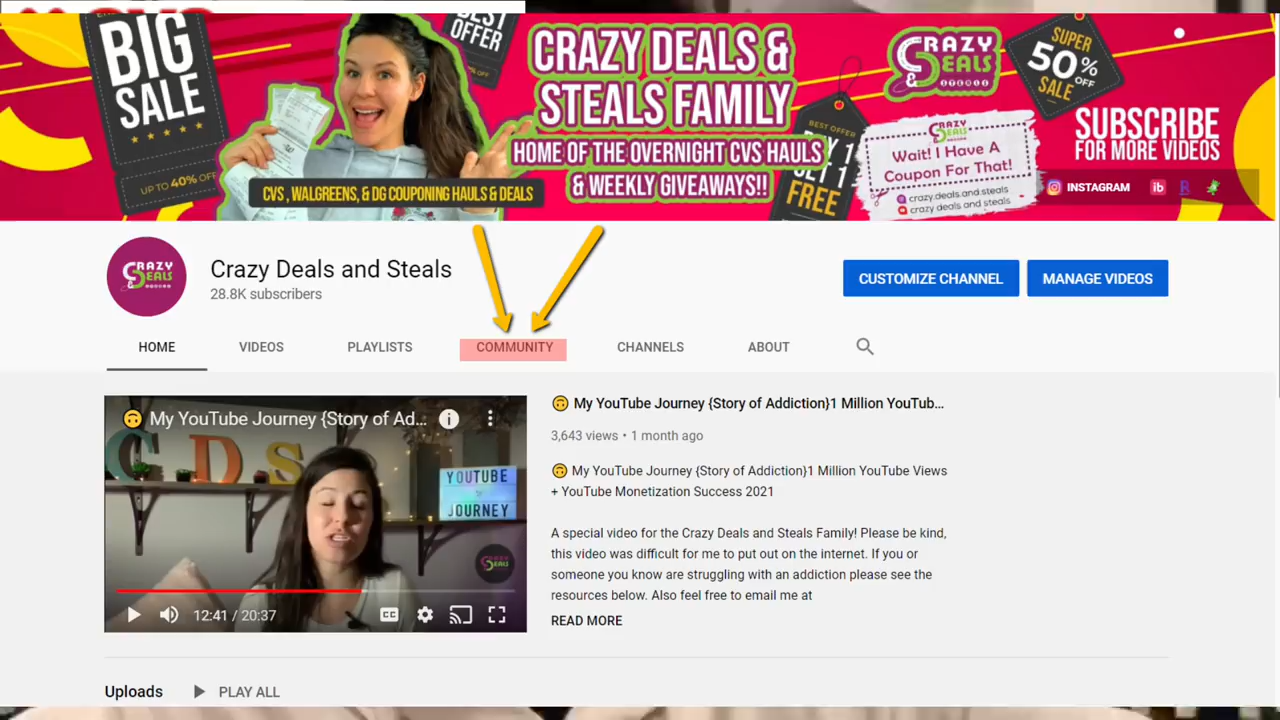 BIG
SALE
UP TO 40% OFF
BEST
OFFER
CRAZY DEALS &
STEALS FAMILY
HOME OF THE OVERNIGHT CVS HAULS
& WEEKLY GIVEAWAYS!!
CVS, WALGREENS, & DG COUPONING HAULS & DEALS
BEST OFFER
BUY 1
GET 1
FREE
CRAZY
& DEALS
SUPER
50% OFF
SALE
CRAZY
DEALS
Wait! I Have A
Coupon For That!
crazy.deals.and.steals
crazy deals and steals
SUBSCRIBE
FOR MORE VIDEOS
INSTAGRAM
CRAZY
DEALS
Crazy Deals and Steals
28.8K subscribers
CUSTOMIZE CHANNEL
MANAGE VIDEOS
HOME
VIDEOS
PLAYLISTS
COMMUNITY
CHANNELS
ABOUT
🙃 My YouTube Journey {Story of Ad...
CDS
YOUTUBE
JOURNEY
12:41 / 20:37
CC
🙃 My YouTube Journey {Story of Addiction}1 Million YouTub...
3,643 views • 1 month ago
🙃 My YouTube Journey {Story of Addiction}1 Million YouTube Views
+ YouTube Monetization Success 2021
A special video for the Crazy Deals and Steals Family! Please be kind,
this video was difficult for me to put out on the internet. If you or
someone you know are struggling with an addiction please see the
resources below. Also feel free to email me at
READ MORE
Uploads
PLAY ALL